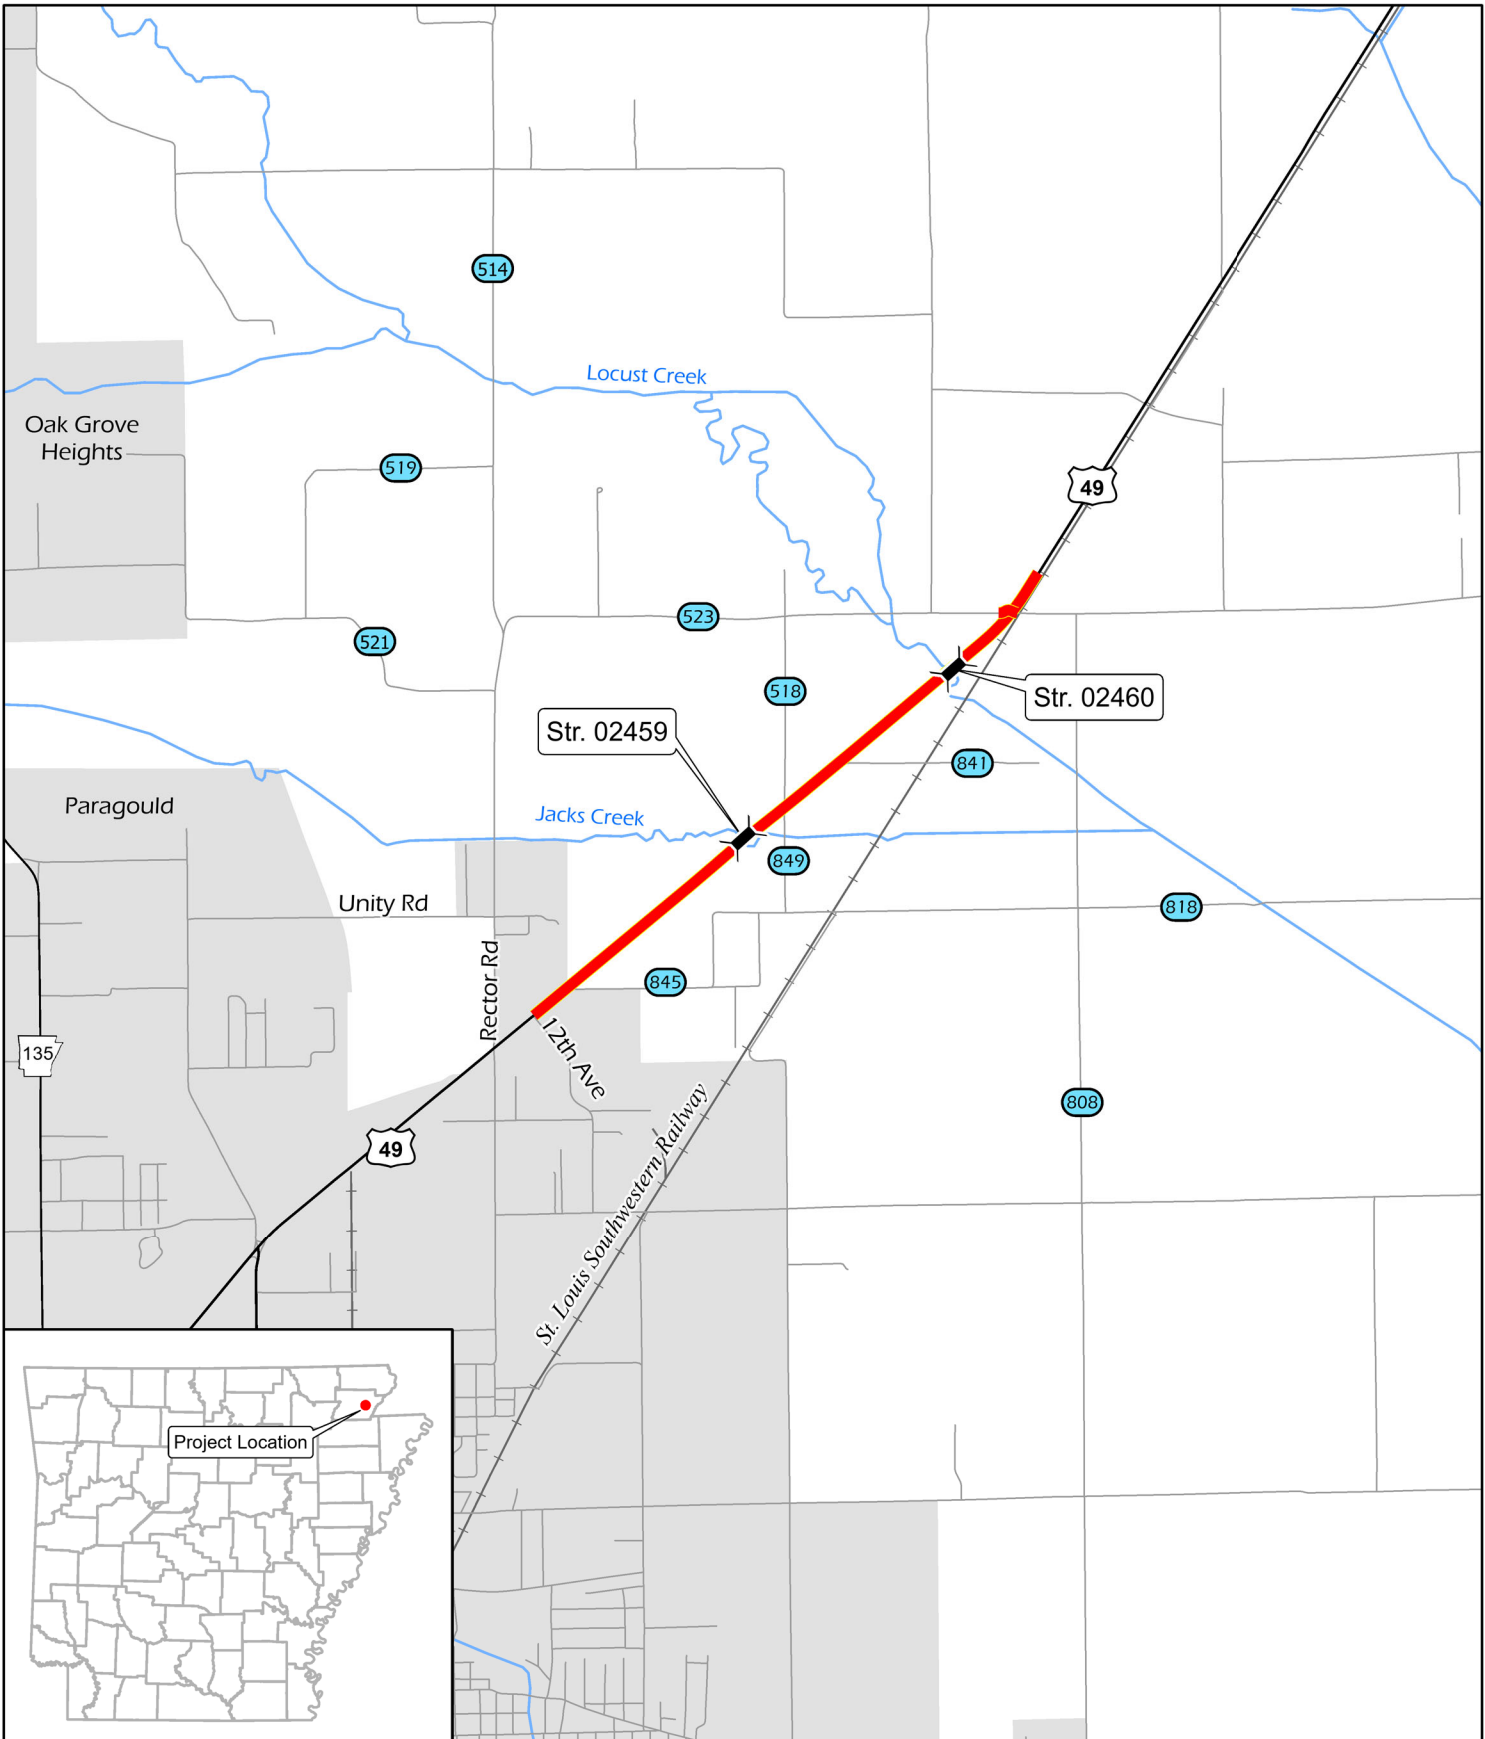 514
Locust Creek
Oak Grove
Heights
519
49
523
521
518
Str. 02460
Str. 02459
841
Paragould
Jacks Creek
849
Unity Rd
818
Rector Rd
845
12th Ave
135
808
49
St. Louis Southwestern Railway
Project Location